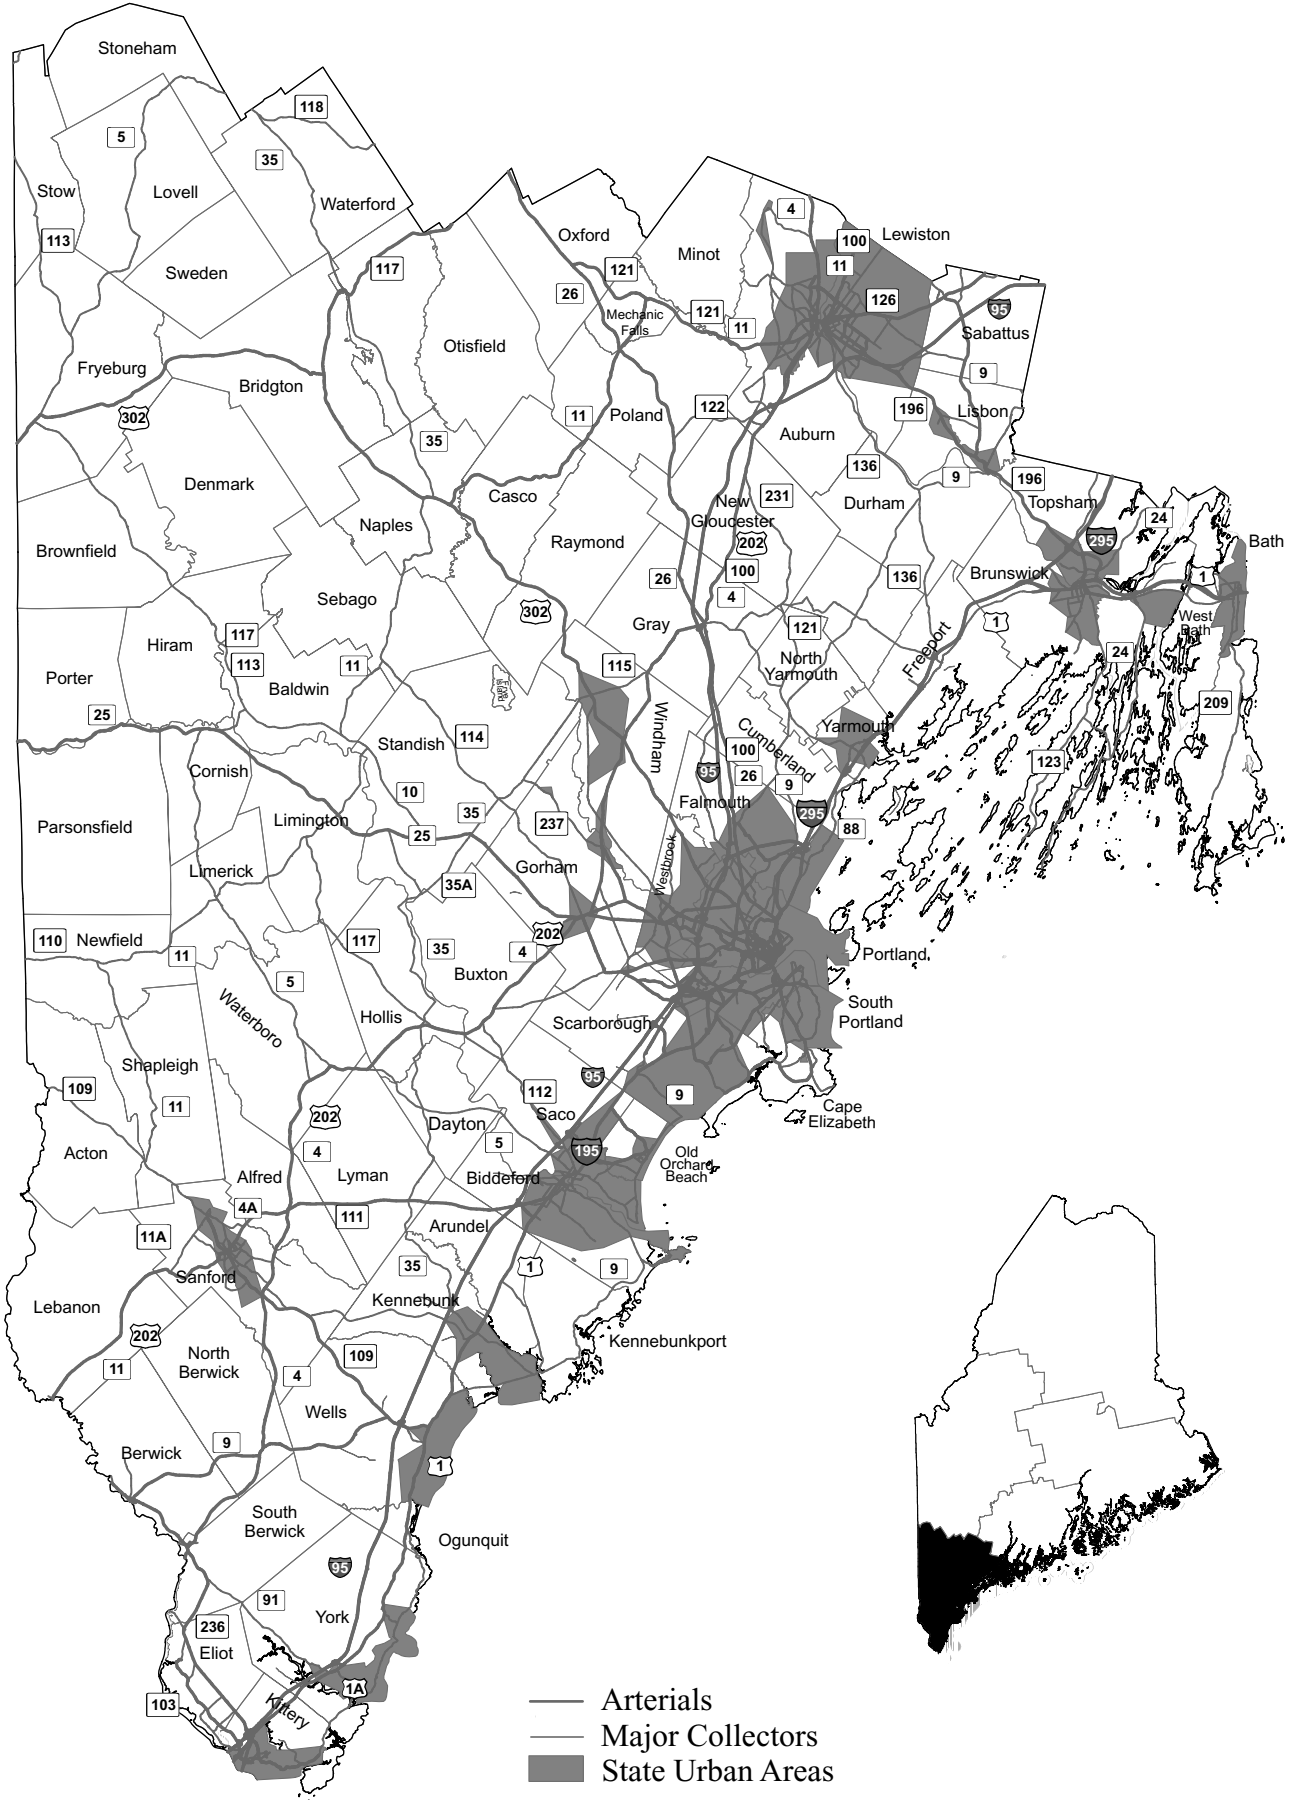 Stoneham
118
5
35
Stow
Lovell
Waterford
4
113
Oxford
100
Lewiston
Minot
Sweden
117
121
11
26
126
95
Mechanic
Falls
121
11
Sabattus
Otisfield
Fryeburg
9
Bridgton
302
11
Poland
122
196
Lisbon
35
Auburn
136
9
196
Denmark
Casco
New
Gloucester
231
Durham
Topsham
24
Naples
202
295
Bath
Brownfield
Raymond
100
26
136
Brunswick
1
Sebago
302
4
117
Gray
121
1
West
Bath
Hiram
113
11
115
North
Yarmouth
Freeport
24
Porter
Baldwin
Frye
Island
209
25
Windham
Yarmouth
Standish
114
Cumberland
100
123
Cornish
95
26
9
10
Falmouth
35
295
Parsonsfield
Limington
25
237
88
Limerick
Gorham
Westbrook
35A
110
Newfield
117
202
11
35
4
Portland
Buxton
5
Waterboro
Hollis
Scarborough
South
Portland
Shapleigh
109
95
11
112
9
202
Saco
Cape
Elizabeth
Dayton
5
4
195
Old
Orchard
Beach
Acton
Alfred
Lyman
Biddeford
4A
111
11A
Arundel
35
1
9
Sanford
Lebanon
Kennebunk
202
Kennebunkport
North
Berwick
109
11
4
Wells
9
Berwick
1
South
Berwick
Ogunquit
95
91
York
236
Eliot
1A
103
Kittery
Arterials
Major Collectors
State Urban Areas